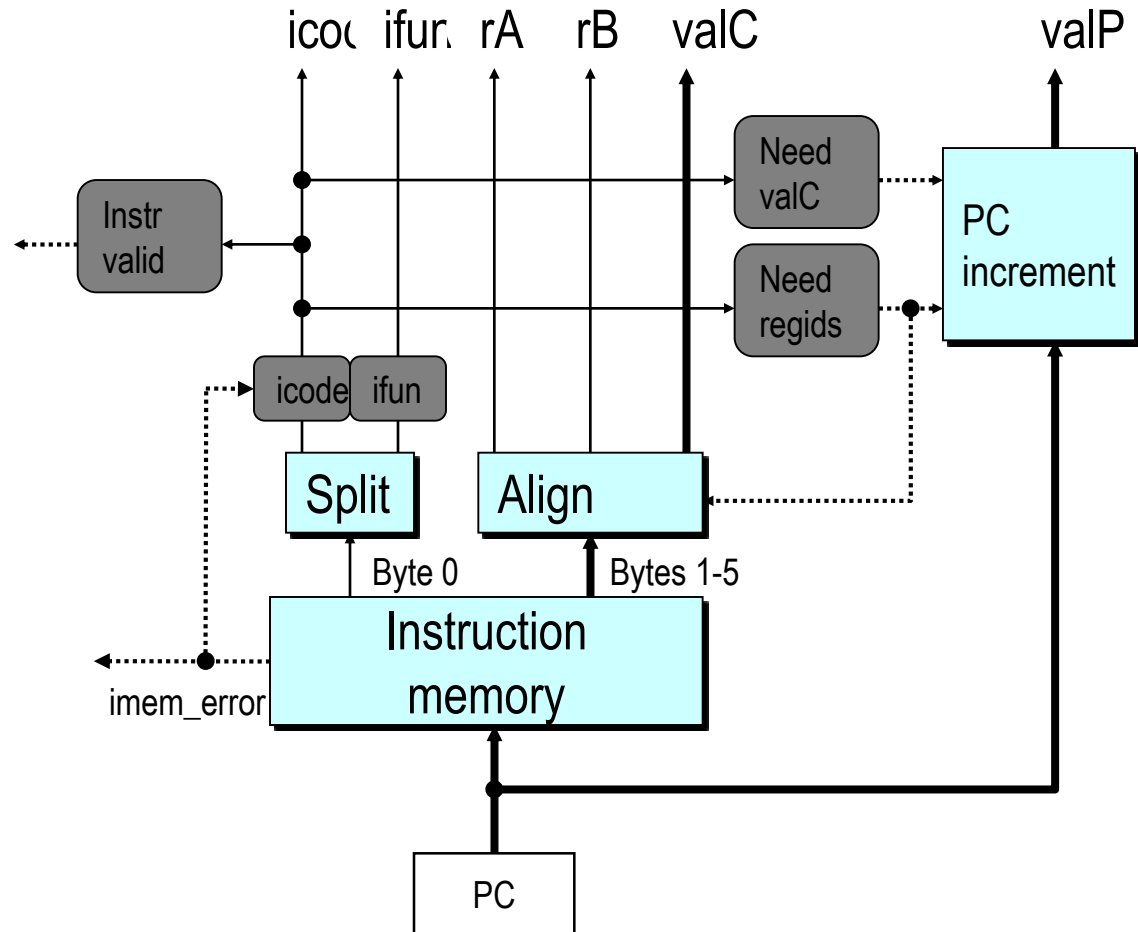 ifun rA rB valC valP
Need
valC
Instr
valid
PC
increment
Need
regids
icode ifun
Split
Align
Byte 0
Bytes 1-5
Instruction
memory
imem_error
PC